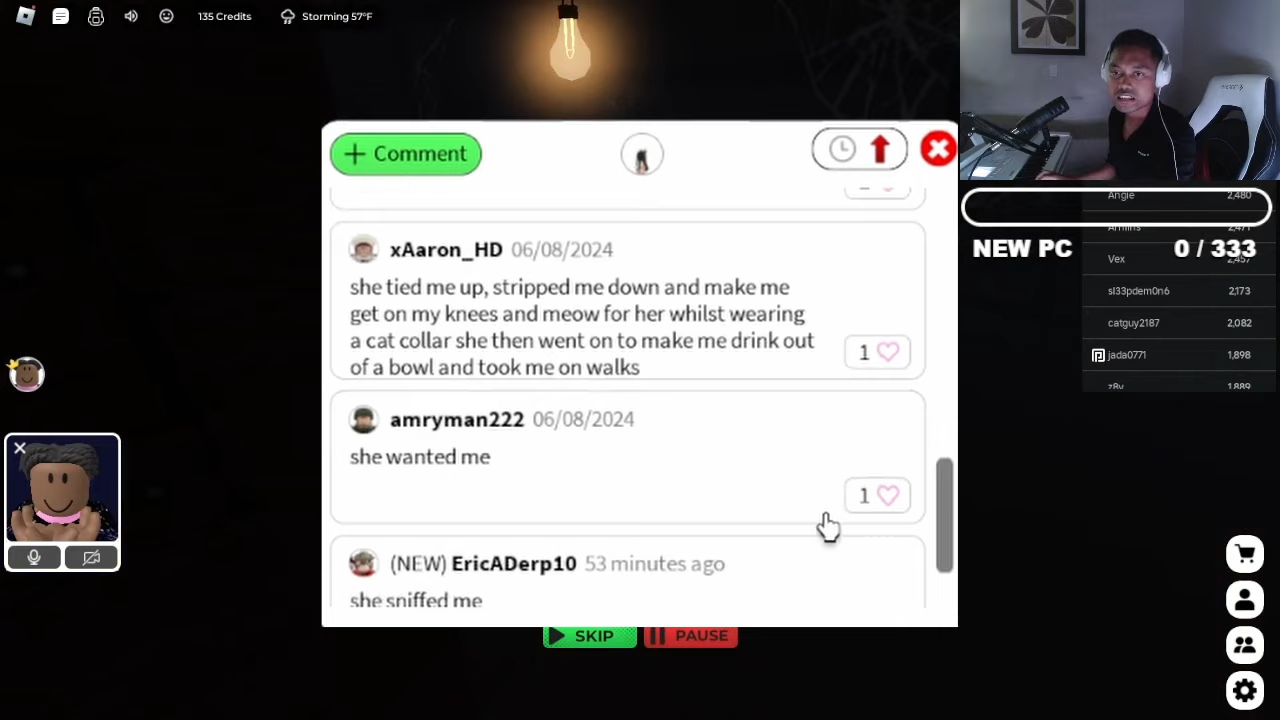 135 Credits
Storming 57°F
+ Comment
xAaron_HD 06/08/2024
she tied me up, stripped me down and make me
get on my knees and meow for her whilst wearing
a cat collar she then went on to make me drink out
of a bowl and took me on walks
1
amryman222 06/08/2024
she wanted me
1
(NEW) EricADerp10 53 minutes ago
she sniffed me
SKIP
PAUSE
Angie 2,480
NEW PC 0 / 333
Vex
sl33pdem0n6 2,173
catguy2187 2,082
jada0771 1,898